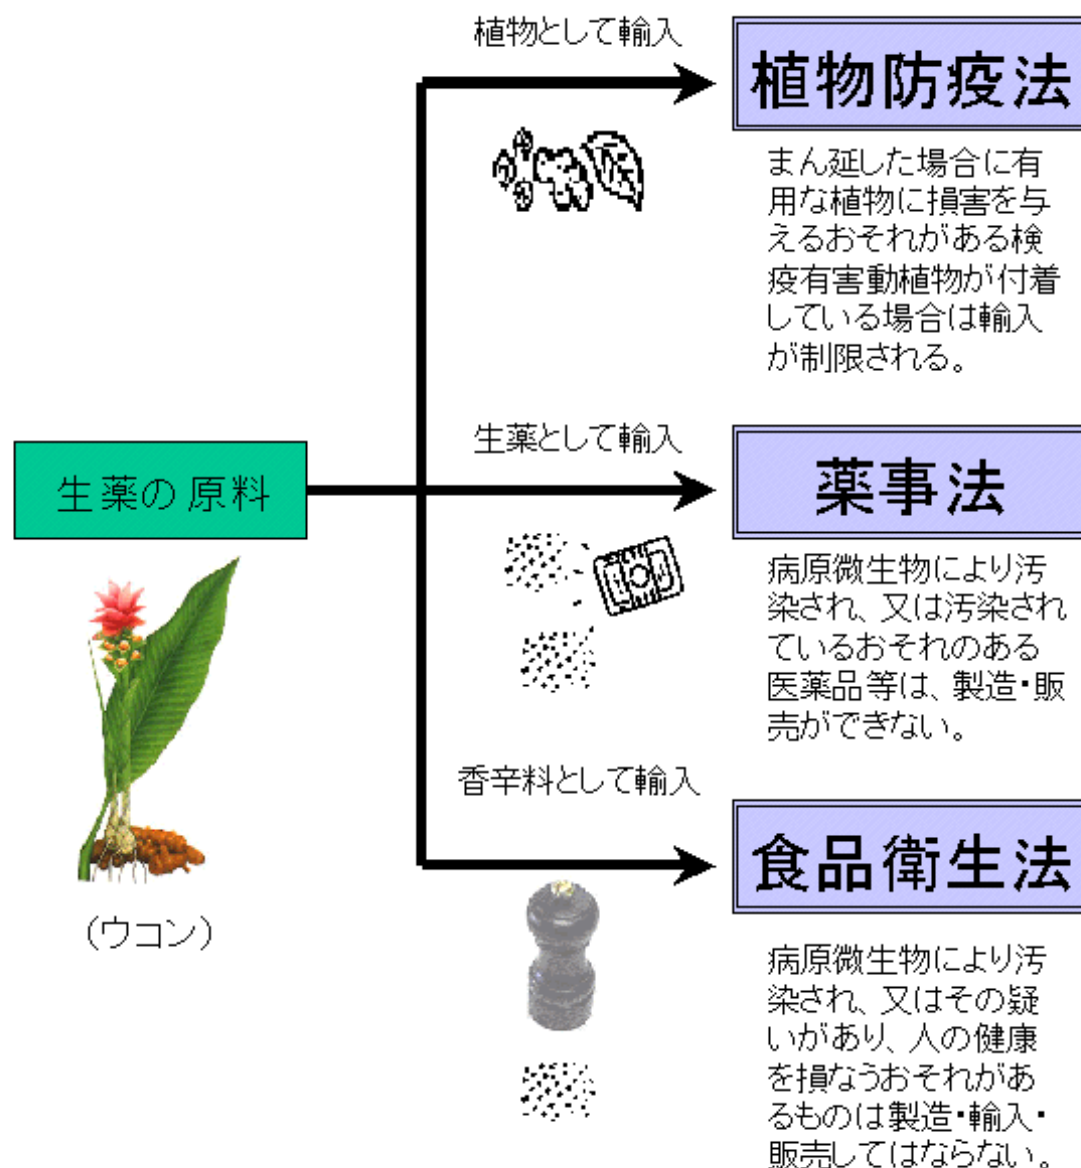 植物として輸入
植物防疫法
まん延した場合に有
用な植物に損害を与
えるおそれがある検
疫有害動植物が付着
している場合は輸入
が制限される。
生薬の原料
(ウコン)
生薬として輸入
薬事法
病原微生物により汚
染され、又は汚染され
ているおそれのある
医薬品等は、製造・販
売ができない。
香辛料として輸入
食品衛生法
病原微生物により汚
染され、又はその疑
いがあり、人の健康
を損なうおそれがあ
るものは製造・輸入・
販売してはならない。